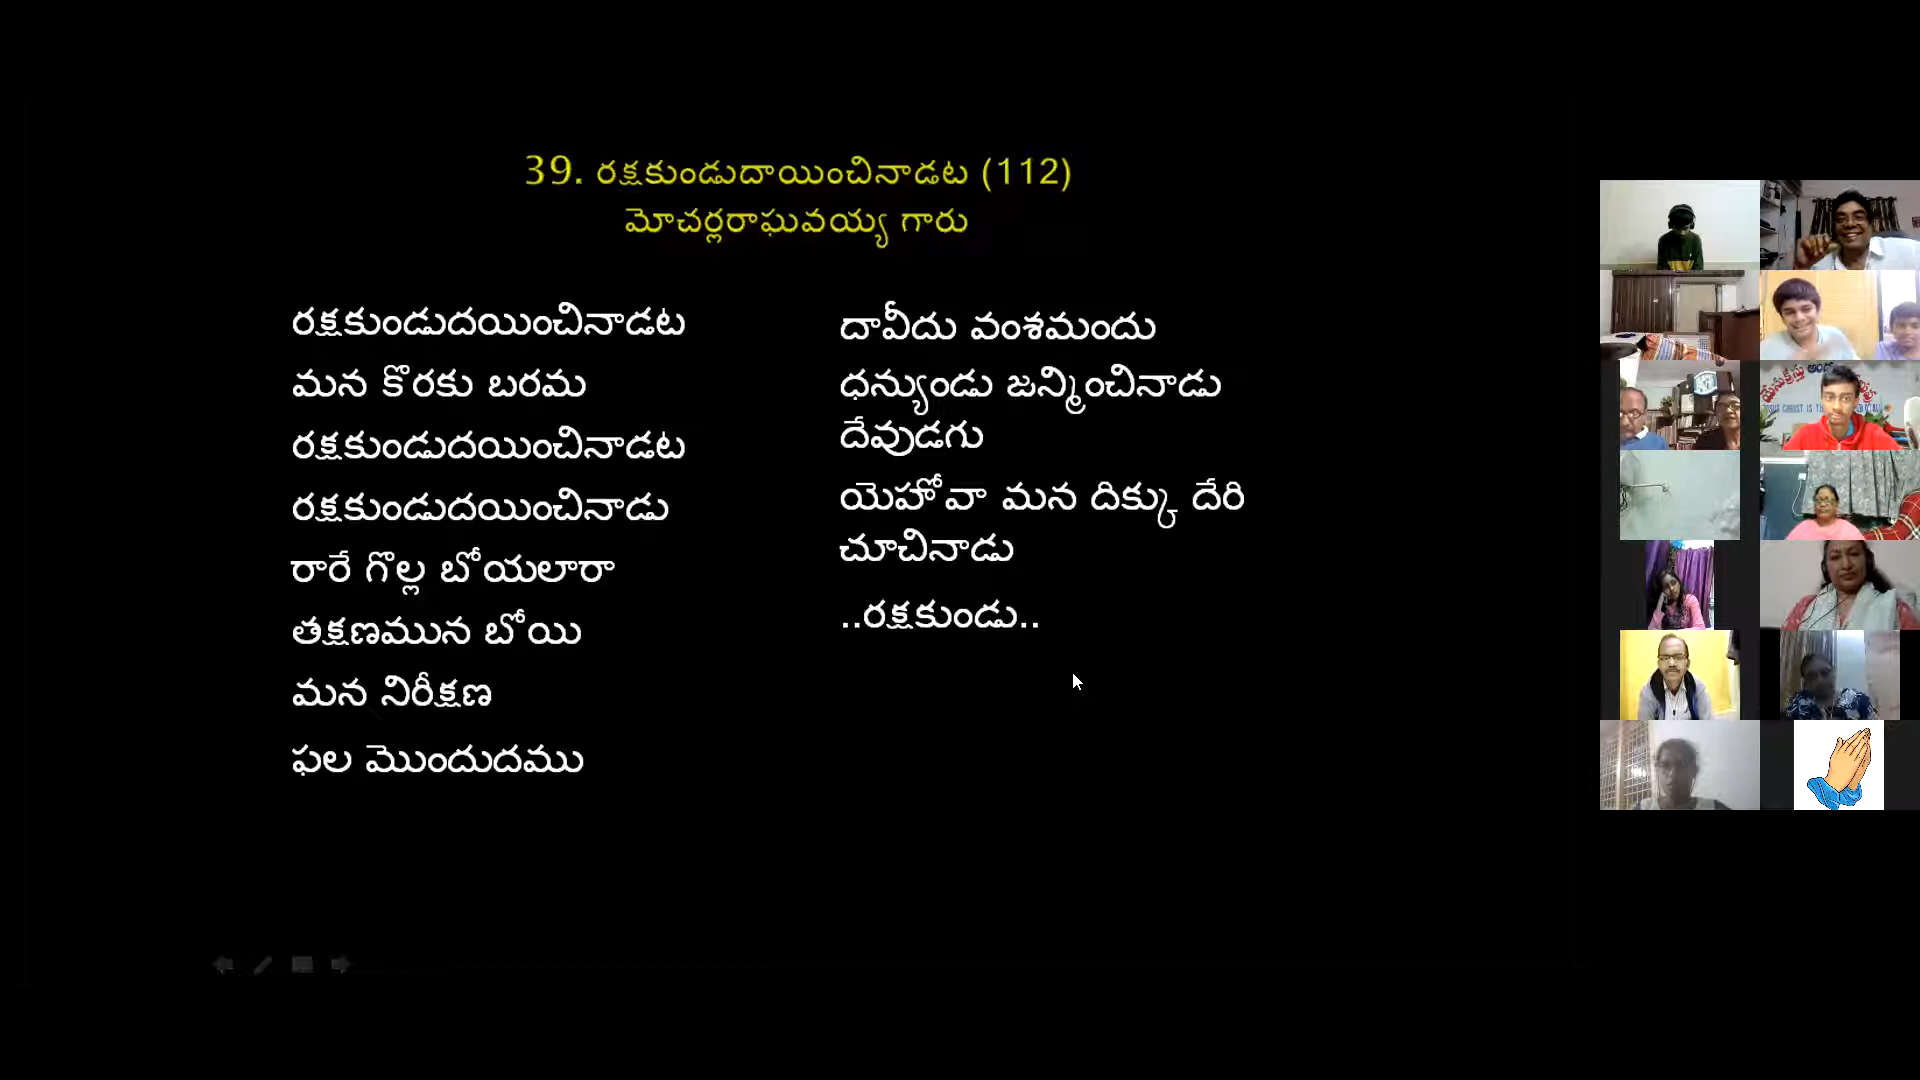 39. రక్షకుండుదాయించినాడట (112)
మోచర్లరాఘవయ్య గారు
రక్షకుండుదయించినాడట
మన కొరకు బరమ
రక్షకుండుదయించినాడట
రక్షకుండుదయించినాడు
రారే గొల్ల బోయలారా
తక్షణమున బోయి
మన నిరీక్షణ
ఫల మొందుదము
దావీదు వంశమందు
ధన్యుండు జన్మించినాడు
దేవుడగు
యెహోవా మన దిక్కు దేరి
చూచినాడు
..రక్షకుండు..